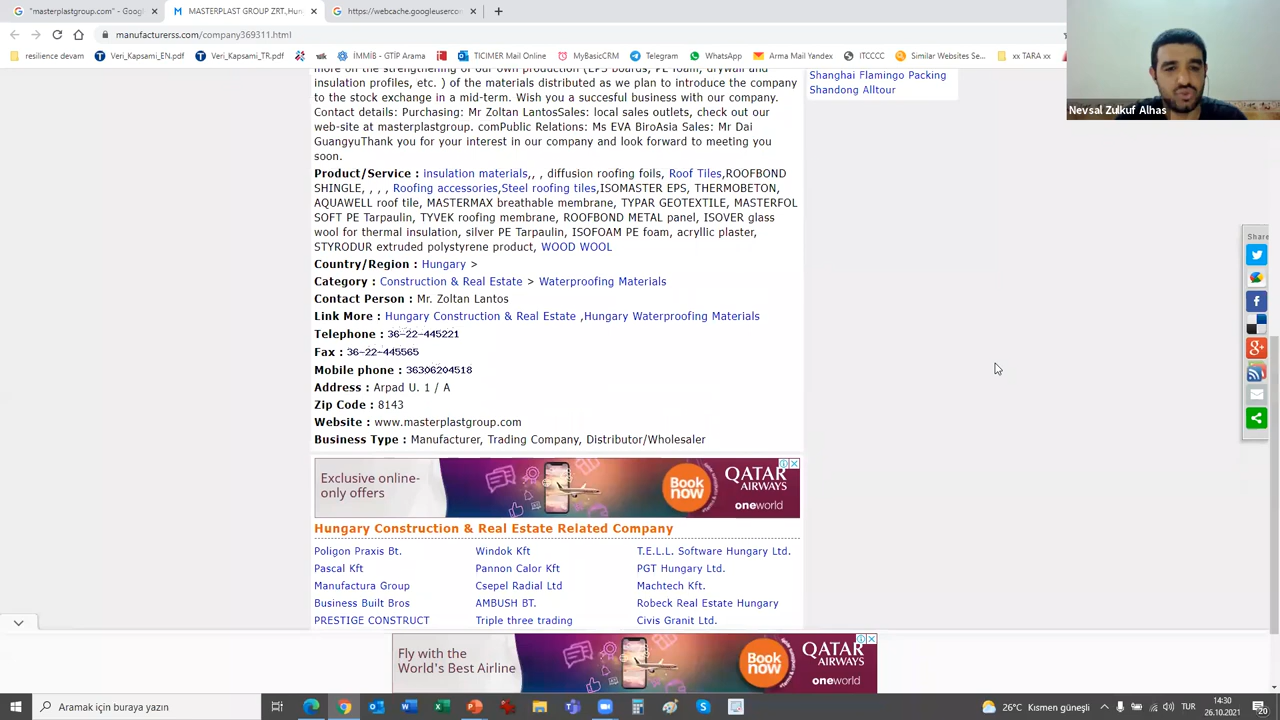 "masterplastgroup.com" - Googl
MASTERPLAST GROUP ZRT.,Hun
https://webcache.googleuserco
manufacturerss.com/company369311.html
resilience devam
Veri_Kapsami_EN.pdf
Veri_Kapsami_TR.pdf
İMMİB - GTİP Arama
TICIMER Mail Online
MyBasicCRM
Telegram
WhatsApp
Arma Mail Yandex
ITCCCC
Similar Websites Se...
xx TARA xx
Nevsal Zulkuf Alhas
more on the strengthening of our own production (EPS boards, PE foam, drywall and
insulation profiles, etc. ) of the materials distributed as we plan to introduce the company
to the stock exchange in a mid-term. Wish you a succesful business with our company.
Contact details: Purchasing: Mr Zoltan LantosSales: local sales outlets, check out our
web-site at masterplastgroup. comPublic Relations: Ms EVA BiroAsia Sales: Mr Dai
GuangyuThank you for your interest in our company and look forward to meeting you
soon.
Product/Service : insulation materials,, , diffusion roofing foils, Roof Tiles,ROOFBOND
SHINGLE, , , , Roofing accessories,Steel roofing tiles,ISOMASTER EPS, THERMOBETON,
AQUAWELL roof tile, MASTERMAX breathable membrane, TYPAR GEOTEXTILE, MASTERFOL
SOFT PE Tarpaulin, TYVEK roofing membrane, ROOFBOND METAL panel, ISOVER glass
wool for thermal insulation, silver PE Tarpaulin, ISOFOAM PE foam, acryllic plaster,
STYRODUR extruded polystyrene product, WOOD WOOL
Country/Region : Hungary >
Category : Construction & Real Estate > Waterproofing Materials
Contact Person : Mr. Zoltan Lantos
Link More : Hungary Construction & Real Estate ,Hungary Waterproofing Materials
Telephone : 36-22-445221
Fax : 36-22-445565
Mobile phone : 36306204518
Address : Arpad U. 1 / A
Zip Code : 8143
Website : www.masterplastgroup.com
Business Type : Manufacturer, Trading Company, Distributor/Wholesaler
Shanghai Flamingo Packing
Shandong Alltour
Share
Exclusive online-
only offers
Book
now
QATAR
AIRWAYS
oneworld
Hungary Construction & Real Estate Related Company
Poligon Praxis Bt. Windok Kft T.E.L.L. Software Hungary Ltd.
Pascal Kft Pannon Calor Kft PGT Hungary Ltd.
Manufactura Group Csepel Radial Ltd Machtech Kft.
Business Built Bros AMBUSH BT. Robeck Real Estate Hungary
PRESTIGE CONSTRUCT Triple three trading Civis Granit Ltd.
Fly with the
World's Best Airline
Book
now
QATAR
AIRWAYS
oneworld
Aramak için buraya yazın
26°C Kısmen güneşli
TUR
14:30
26.10.2021
20